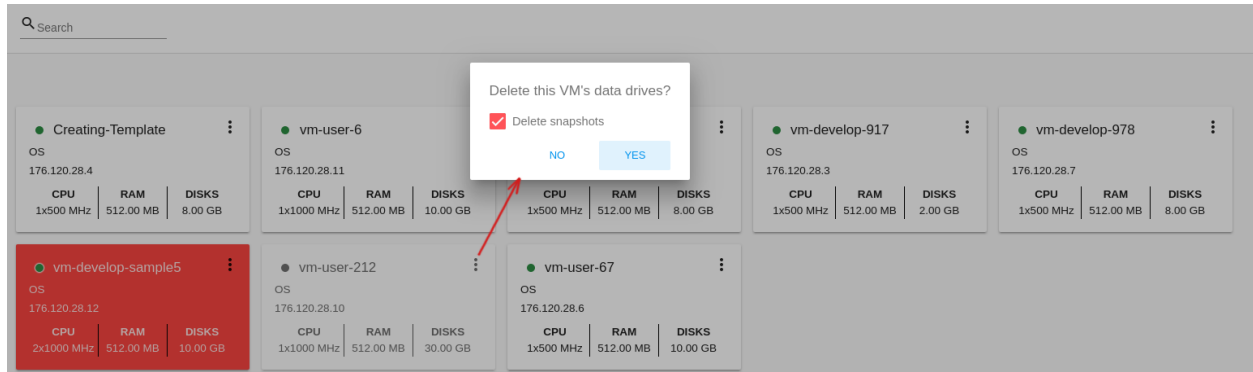 Search
Delete this VM's data drives?
Delete snapshots
NO YES
Creating-Template
OS
176.120.28.4
CPU RAM DISKS
1x500 MHz 512.00 MB 8.00 GB
vm-user-6
OS
176.120.28.11
CPU RAM DISKS
1x1000 MHz 512.00 MB 10.00 GB
CPU RAM DISKS
1x500 MHz 512.00 MB 8.00 GB
vm-develop-917
OS
176.120.28.3
CPU RAM DISKS
1x500 MHz 512.00 MB 2.00 GB
vm-develop-978
OS
176.120.28.7
CPU RAM DISKS
1x500 MHz 512.00 MB 8.00 GB
vm-develop-sample5
OS
176.120.28.12
CPU RAM DISKS
2x1000 MHz 512.00 MB 10.00 GB
vm-user-212
OS
176.120.28.10
CPU RAM DISKS
1x1000 MHz 512.00 MB 30.00 GB
vm-user-67
OS
176.120.28.6
CPU RAM DISKS
1x500 MHz 512.00 MB 10.00 GB